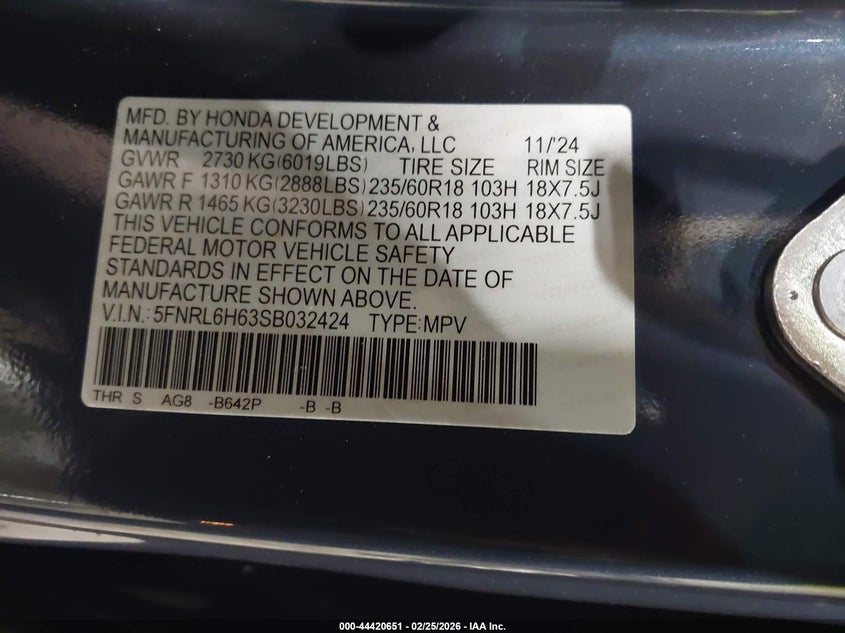 MFD. BY HONDA DEVELOPMENT &
MANUFACTURING OF AMERICA, LLC 11/'24
GVWR 2730 KG(6019LBS) TIRE SIZE RIM SIZE
GAWR F 1310 KG(2888LBS) 235/60R18 103H 18X7.5J
GAWR R 1465 KG(3230LBS) 235/60R18 103H 18X7.5J
THIS VEHICLE CONFORMS TO ALL APPLICABLE
FEDERAL MOTOR VEHICLE SAFETY
STANDARDS IN EFFECT ON THE DATE OF
MANUFACTURE SHOWN ABOVE.
V.I.N.: 5FNRL6H63SB032424 TYPE:MPV
THR S AG8 -B642P -B -B
000-44420651 - 02/25/2026 - IAA Inc.